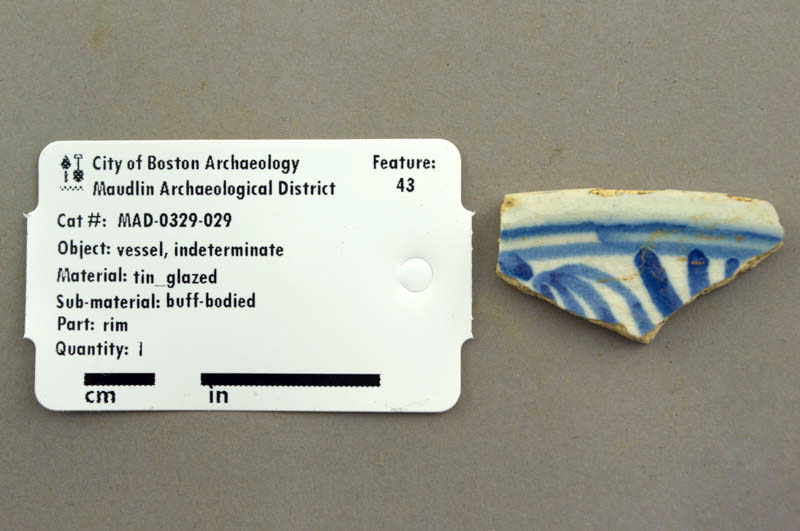 City of Boston Archaeology
Maudlin Archaeological District
Feature:
43
Cat #: MAD-0329-029
Object: vessel, indeterminate
Material: tin_glazed
Sub-material: buff-bodied
Part: rim
Quantity: 1
cm
in